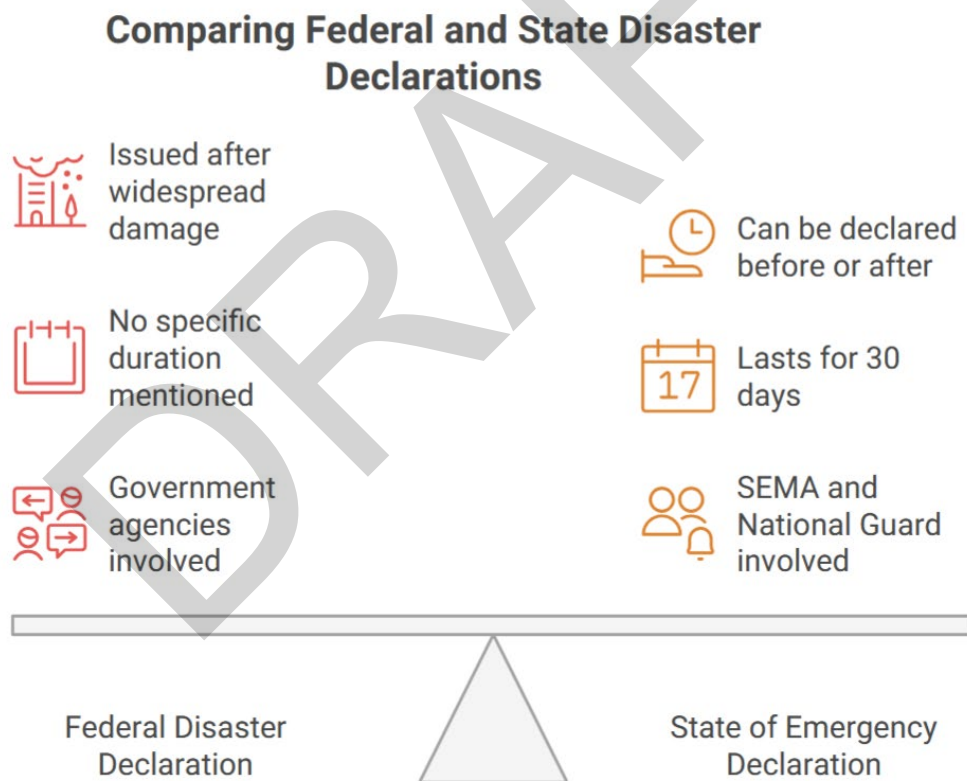 Comparing Federal and State Disaster
Declarations
Issued after
widespread
damage
No specific
duration
mentioned
Government
agencies
involved
Can be declared
before or after
17
Lasts for 30
days
SEMA and
National Guard
involved
Federal Disaster
Declaration
State of Emergency
Declaration
DRAF